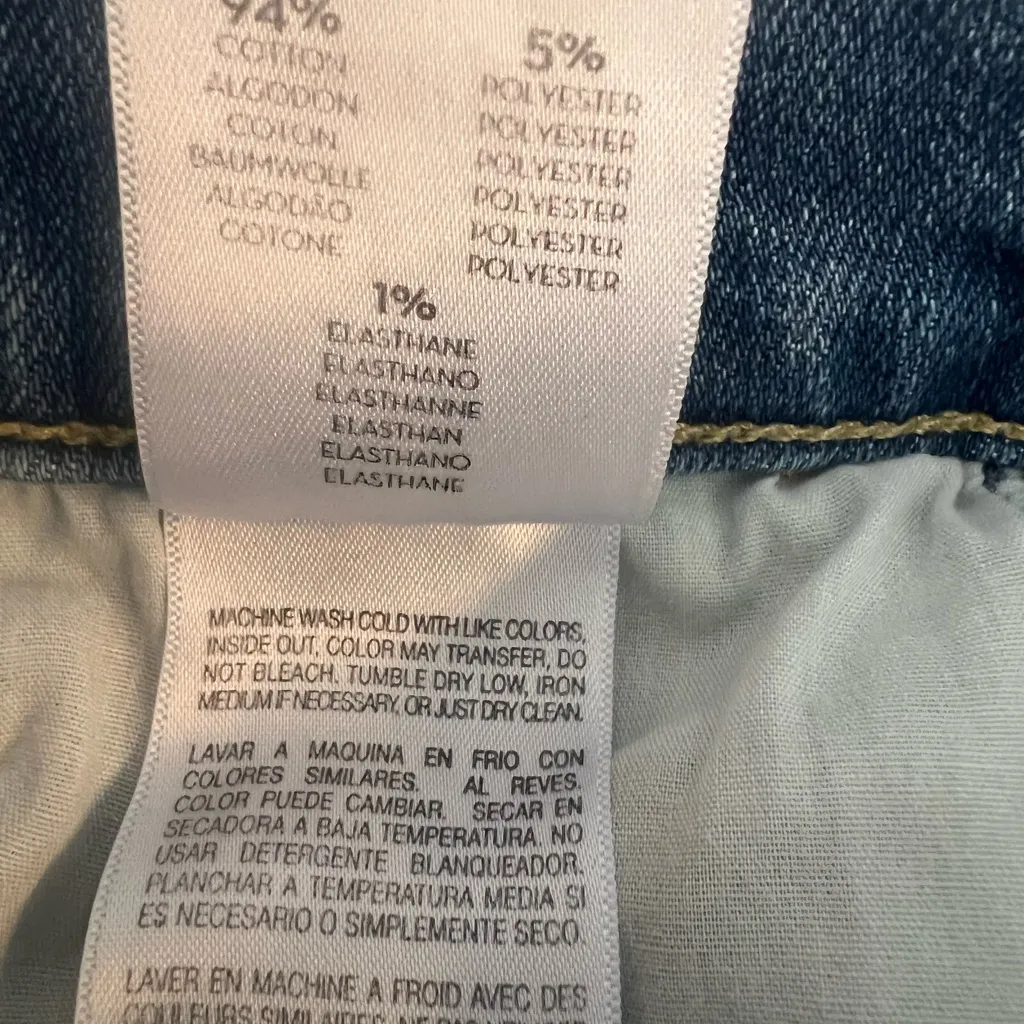 94%
COTTON
ALGODON
COTON
BAUMWOLLE
ALGODÃO
COTONE
5%
POLYESTER
POLYESTER
POLYESTER
POLYESTER
POLYESTER
POLYESTER
1%
ELASTHANE
ELASTHANO
ELASTHANNE
ELASTHAN
ELASTHANO
ELASTHANE
MACHINE WASH COLD WITH LIKE COLORS,
INSIDE OUT, COLOR MAY TRANSFER, DO
NOT BLEACH. TUMBLE DRY LOW, IRON
MEDIUM IF NECESSARY, OR JUST DRY CLEAN.
LAVAR A MAQUINA EN FRIO CON
COLORES SIMILARES. AL REVES.
COLOR PUEDE CAMBIAR. SECAR EN
SECADORA A BAJA TEMPERATURA, NO
USAR DETERGENTE BLANQUEADOR.
PLANCHAR A TEMPERATURA MEDIA SI
ES NECESARIO O SIMPLEMENTE SECO.
LAVER EN MACHINE A FROID AVEC DES
COULEURS SIMILAIRES, NE PAS